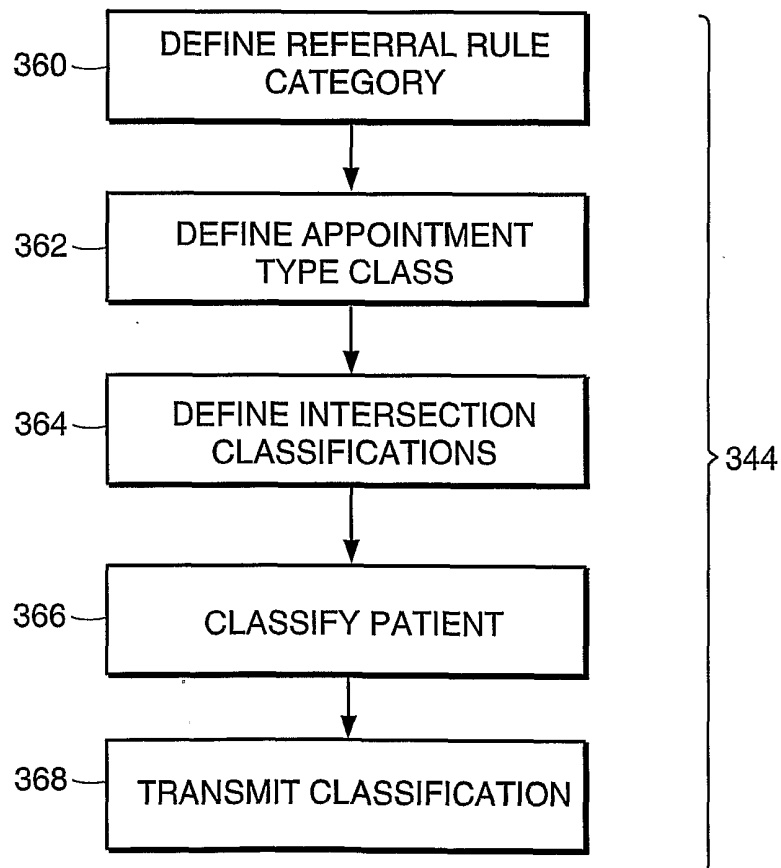 360
DEFINE REFERRAL RULE
CATEGORY
362
DEFINE APPOINTMENT
TYPE CLASS
364
DEFINE INTERSECTION
CLASSIFICATIONS
344
366
CLASSIFY PATIENT
368
TRANSMIT CLASSIFICATION